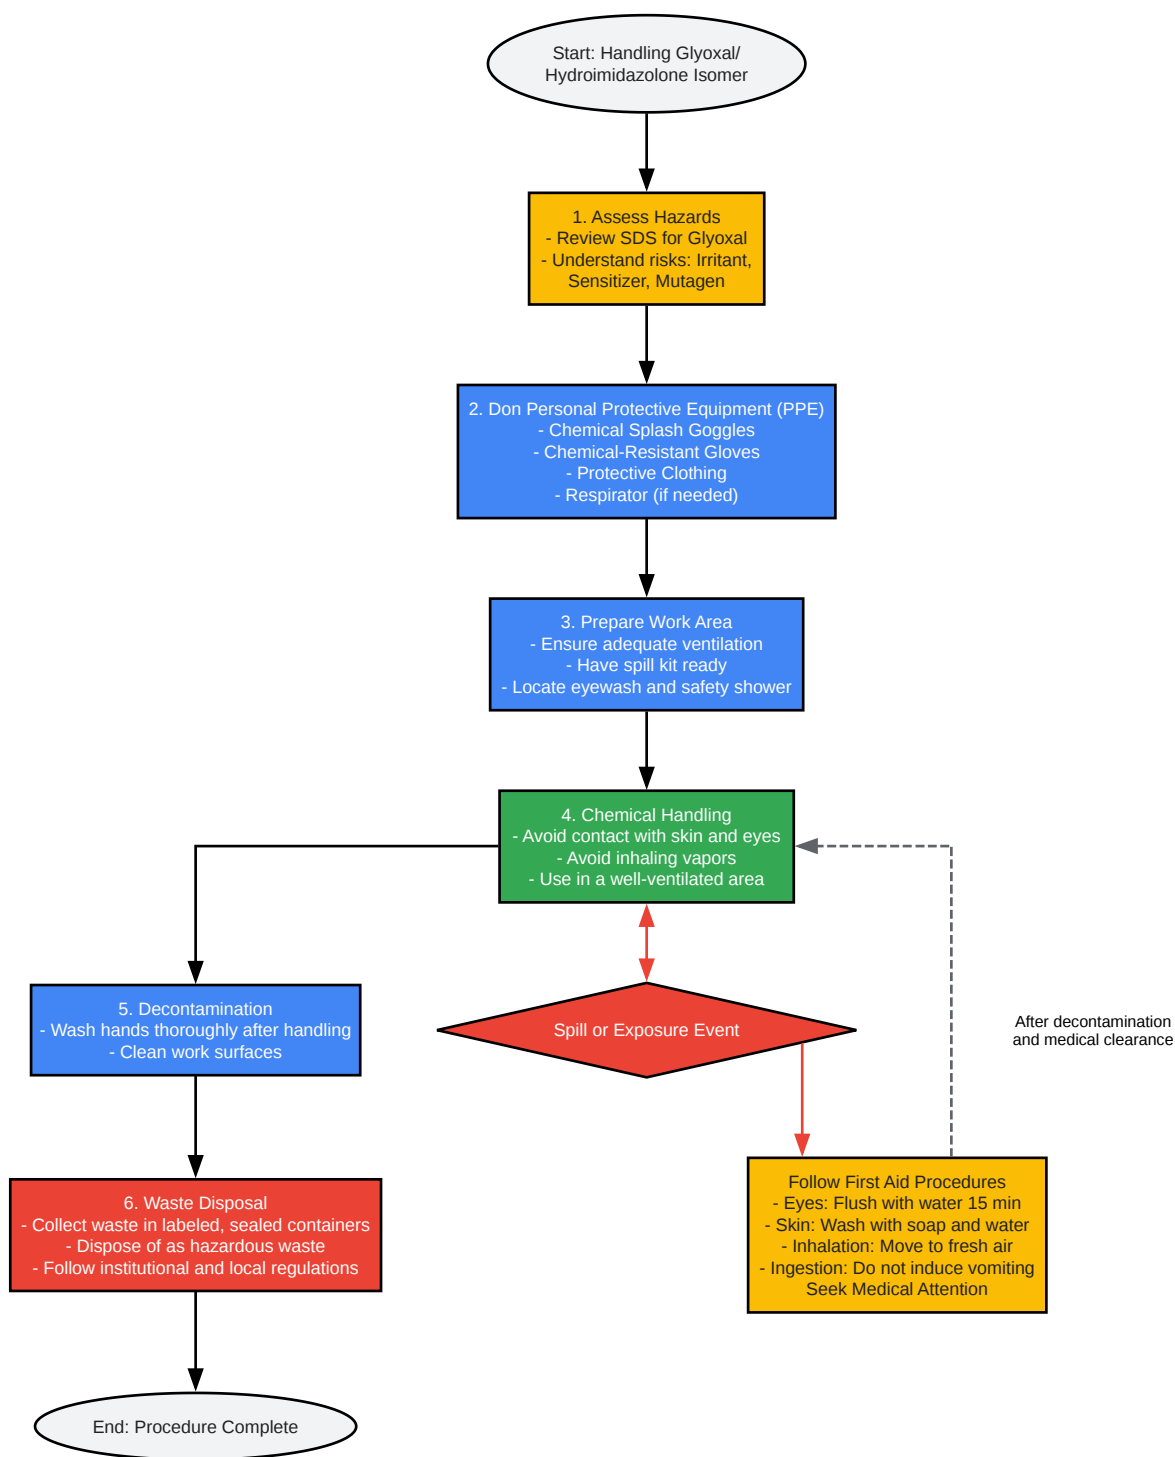 Start: Handling Glyoxal/
Hydroimidazolone Isomer
1. Assess Hazards
- Review SDS for Glyoxal
- Understand risks: Irritant,
Sensitizer, Mutagen
2. Don Personal Protective Equipment (PPE)
- Chemical Splash Goggles
- Chemical-Resistant Gloves
- Protective Clothing
- Respirator (if needed)
3. Prepare Work Area
- Ensure adequate ventilation
- Have spill kit ready
- Locate eyewash and safety shower
4. Chemical Handling
- Avoid contact with skin and eyes
- Avoid inhaling vapors
- Use in a well-ventilated area
5. Decontamination
- Wash hands thoroughly after handling
- Clean work surfaces
Spill or Exposure Event
After decontamination
and medical clearance
6. Waste Disposal
- Collect waste in labeled, sealed containers
- Dispose of as hazardous waste
- Follow institutional and local regulations
Follow First Aid Procedures
- Eyes: Flush with water 15 min
- Skin: Wash with soap and water
- Inhalation: Move to fresh air
- Ingestion: Do not induce vomiting
Seek Medical Attention
End: Procedure Complete